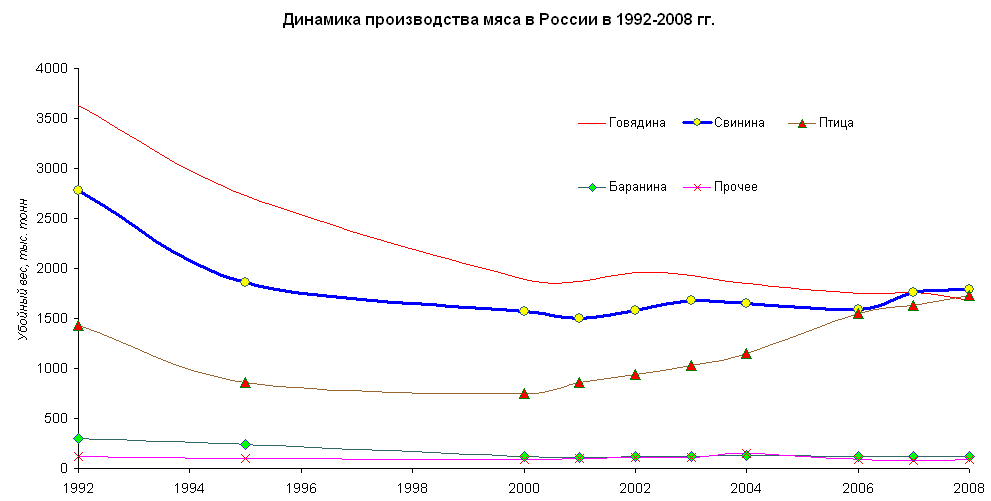 Динамика производства мяса в России в 1992-2008 гг.
Убойный вес, тыс. тонн
4000
3500
3000
2500
2000
1500
1000
500
0
Говядина Свинина Птица
Баранина Прочее
1992 1994 1996 1998 2000 2002 2004 2006 2008